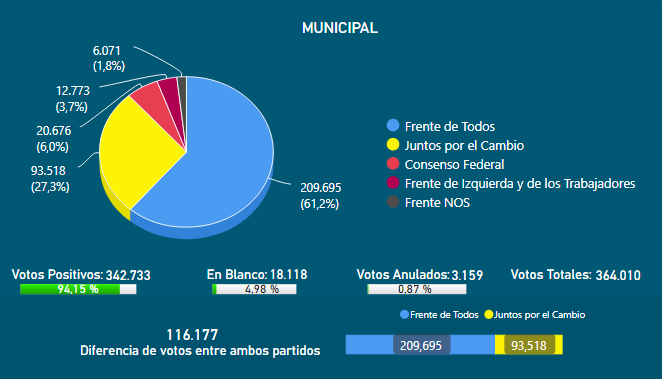 MUNICIPAL
6.071
(1,8%)
12.773
(3,7%)
20.676
(6,0%)
93.518
(27,3%)
209.695
(61,2%)
Frente de Todos
Juntos por el Cambio
Consenso Federal
Frente de Izquierda y de los Trabajadores
Frente NOS
Votos Positivos: 342.733
94,15 %
En Blanco: 18.118
4,98 %
Votos Anulados: 3.159
0,87 %
Votos Totales: 364.010
116.177
Diferencia de votos entre ambos partidos
Frente de Todos Juntos por el Cambio
209,695 93,518